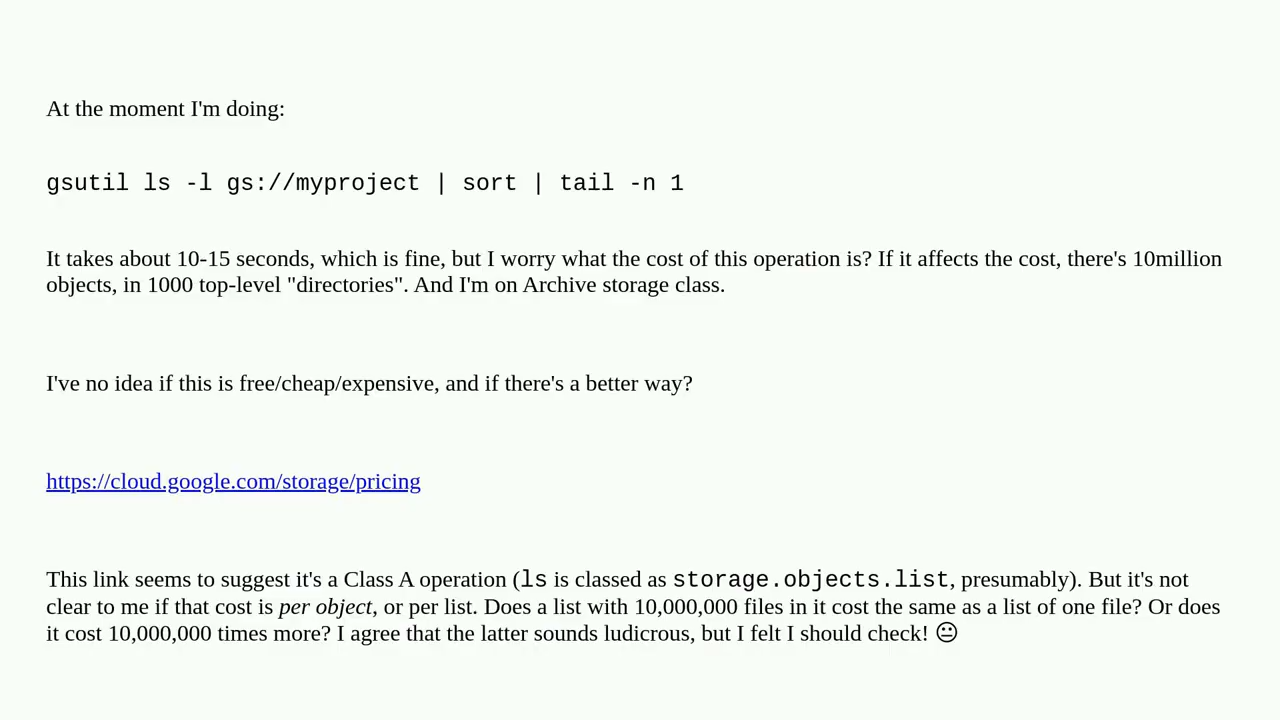 At the moment I'm doing:
gsutil ls -l gs://myproject | sort | tail -n 1
It takes about 10-15 seconds, which is fine, but I worry what the cost of this operation is? If it affects the cost, there's 10million
objects, in 1000 top-level "directories". And I'm on Archive storage class.
I've no idea if this is free/cheap/expensive, and if there's a better way?
https://cloud.google.com/storage/pricing
This link seems to suggest it's a Class A operation (ls is classed as storage.objects.list, presumably). But it's not
clear to me if that cost is per object, or per list. Does a list with 10,000,000 files in it cost the same as a list of one file? Or does
it cost 10,000,000 times more? I agree that the latter sounds ludicrous, but I felt I should check! 😐